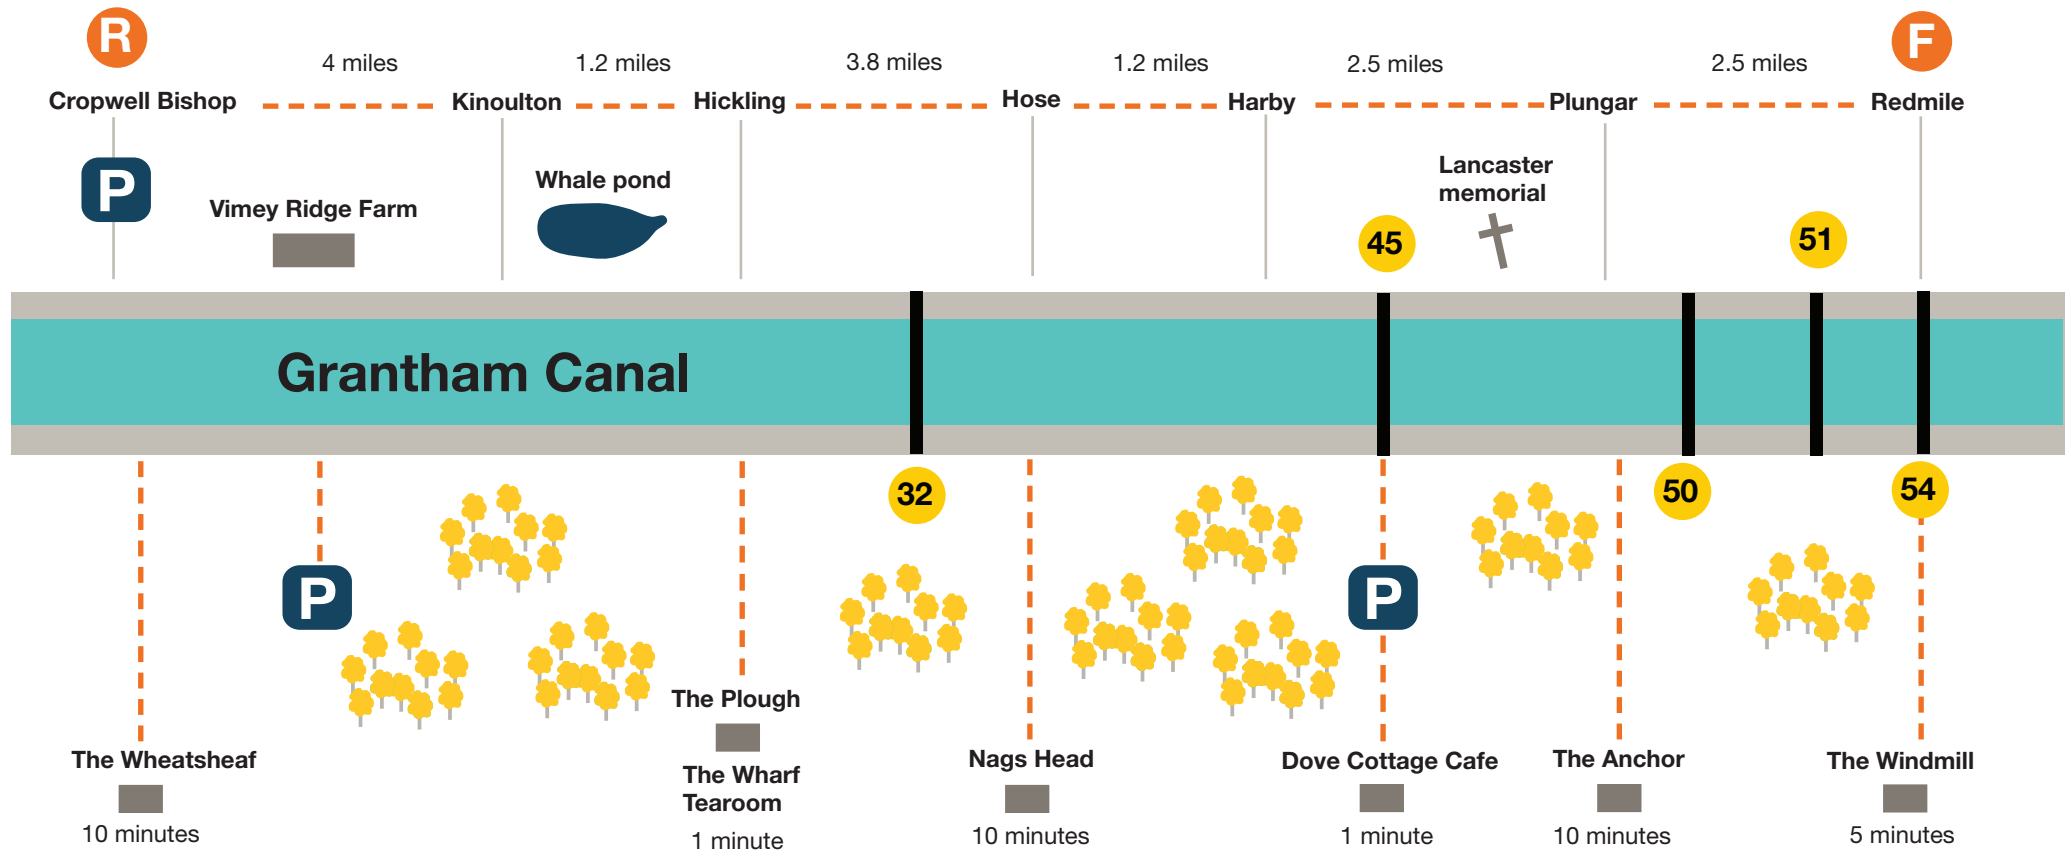 R
F
4 miles
1.2 miles
3.8 miles
1.2 miles
2.5 miles
2.5 miles
Cropwell Bishop
Kinoulton
Hickling
Hose
Harby
Plungar
Redmile
P
Vimey Ridge Farm
Whale pond
Lancaster
memorial
45
51
Grantham Canal
32
50
54
P
P
The Plough
The Wharf
Tearoom
1 minute
The Wheatsheaf
10 minutes
Nags Head
10 minutes
Dove Cottage Cafe
1 minute
The Anchor
10 minutes
The Windmill
5 minutes